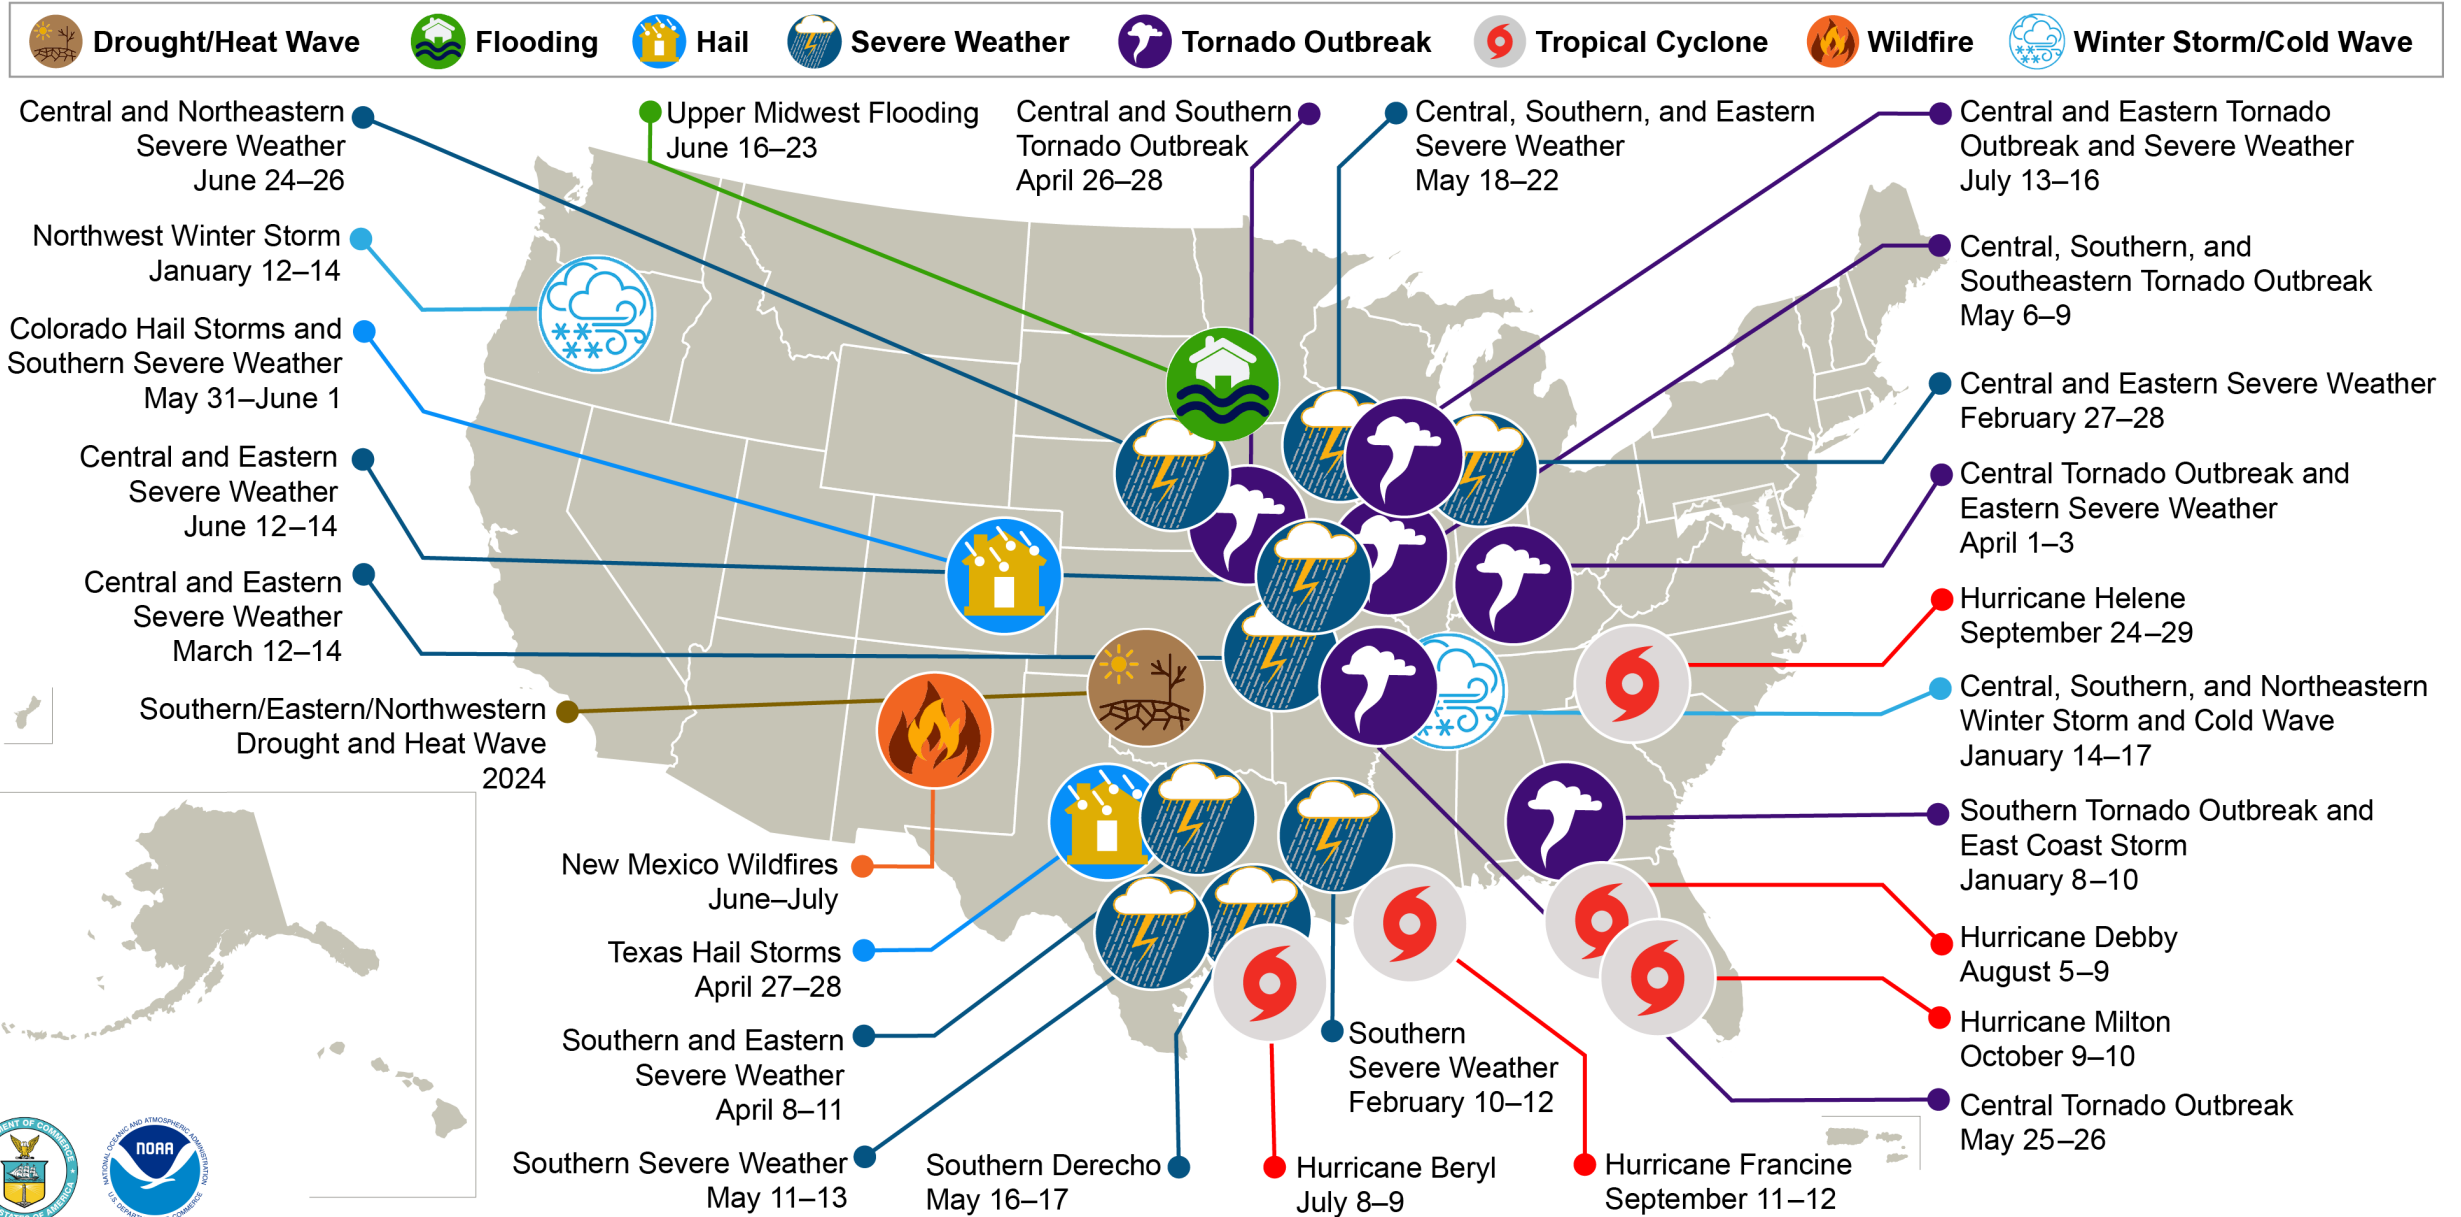 Drought/Heat Wave
Flooding
Hail
Severe Weather
Tornado Outbreak
Tropical Cyclone
Wildfire
Winter Storm/Cold Wave
Central and Northeastern
Severe Weather
June 24–26
Northwest Winter Storm
January 12–14
Colorado Hail Storms and
Southern Severe Weather
May 31–June 1
Central and Eastern
Severe Weather
June 12–14
Central and Eastern
Severe Weather
March 12–14
Southern/Eastern/Northwestern
Drought and Heat Wave
2024
Upper Midwest Flooding
June 16–23
Central and Southern
Tornado Outbreak
April 26–28
Central, Southern, and Eastern
Severe Weather
May 18–22
Central and Eastern Tornado
Outbreak and Severe Weather
July 13–16
Central, Southern, and
Southeastern Tornado Outbreak
May 6–9
Central and Eastern Severe Weather
February 27–28
Central Tornado Outbreak and
Eastern Severe Weather
April 1–3
Hurricane Helene
September 24–29
Central, Southern, and Northeastern
Winter Storm and Cold Wave
January 14–17
Southern Tornado Outbreak and
East Coast Storm
January 8–10
Hurricane Debby
August 5–9
Hurricane Milton
October 9–10
Central Tornado Outbreak
May 25–26
New Mexico Wildfires
June–July
Texas Hail Storms
April 27–28
Southern and Eastern
Severe Weather
April 8–11
Southern Severe Weather
May 11–13
Southern Derecho
May 16–17
Hurricane Beryl
July 8–9
Southern
Severe Weather
February 10–12
Hurricane Francine
September 11–12
OF COMMERCE
OF AMERICA
NATIONAL OCEANIC AND ATMOSPHERIC ADMINISTRATION
NOAA